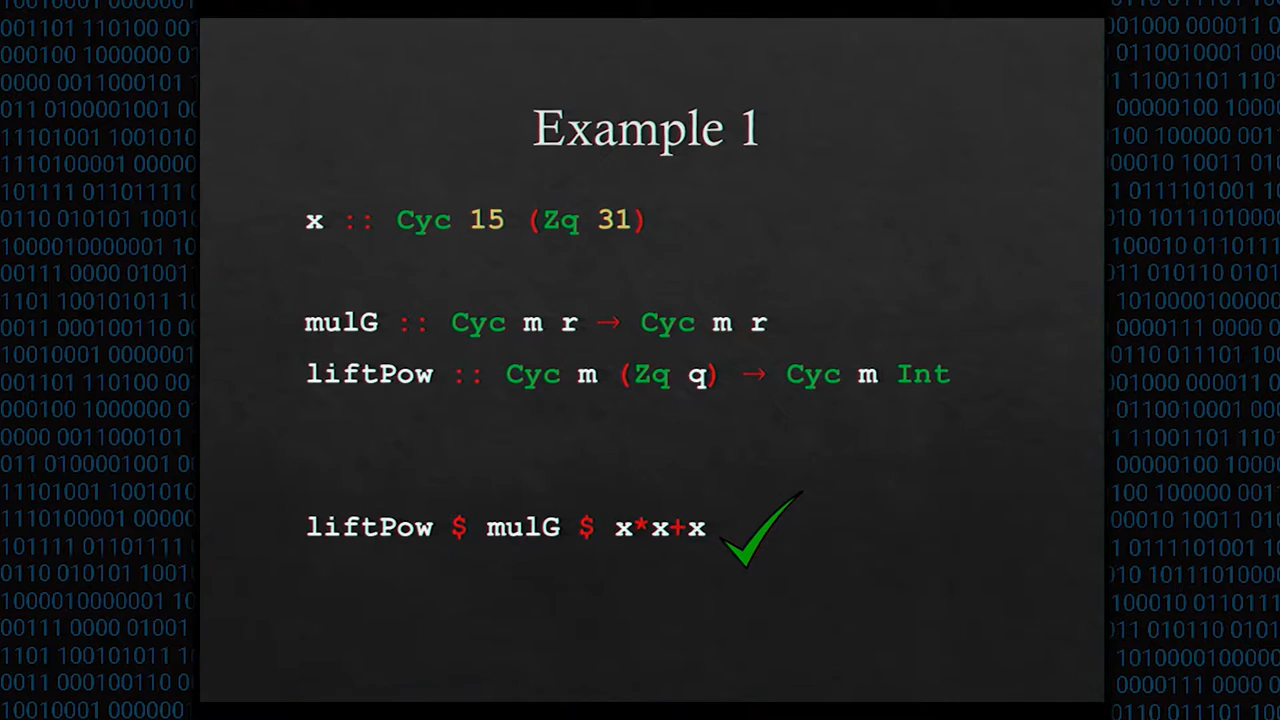 Example 1
x :: Cyc 15 (Zq 31)
mulG :: Cyc m r → Cyc m r
liftPow :: Cyc m (Zq q) → Cyc m Int
liftPow $ mulG $ x*x+x